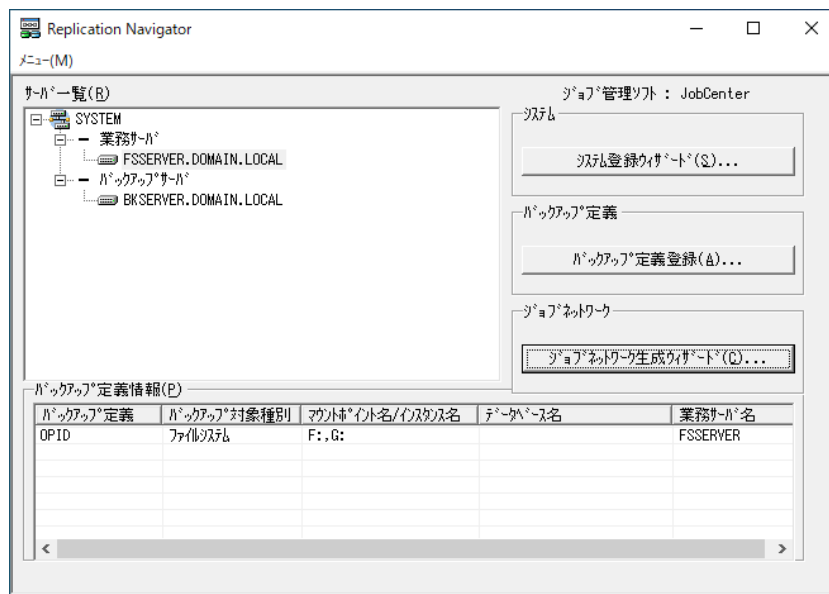 Replication Navigator
ﾒﾆｭｰ(M)
ｻｰﾊﾞ一覧(R)
ｼﾞｮﾌﾞ管理ｿﾌﾄ : JobCenter
SYSTEM
業務ｻｰﾊﾞ
FSSERVER.DOMAIN.LOCAL
ﾊﾞｯｸｱｯﾌﾟｻｰﾊﾞ
BKSERVER.DOMAIN.LOCAL
ｼｽﾃﾑ
ｼｽﾃﾑ登録ｳｨｻﾞｰﾄﾞ(S)...
ﾊﾞｯｸｱｯﾌﾟ定義
ﾊﾞｯｸｱｯﾌﾟ定義登録(A)...
ｼﾞｮﾌﾞﾈｯﾄﾜｰｸ
ｼﾞｮﾌﾞﾈｯﾄﾜｰｸ生成ｳｨｻﾞｰﾄﾞ(C)...
ﾊﾞｯｸｱｯﾌﾟ定義情報(P)
ﾊﾞｯｸｱｯﾌﾟ定義 ﾊﾞｯｸｱｯﾌﾟ対象種別 ﾏｳﾝﾄﾎﾟｲﾝﾄ名/ｲﾝｽﾀﾝｽ名 ﾃﾞｰﾀﾍﾞｰｽ名 業務ｻｰﾊﾞ名
OPID ﾌｧｲﾙｼｽﾃﾑ F:,G: FSSERVER